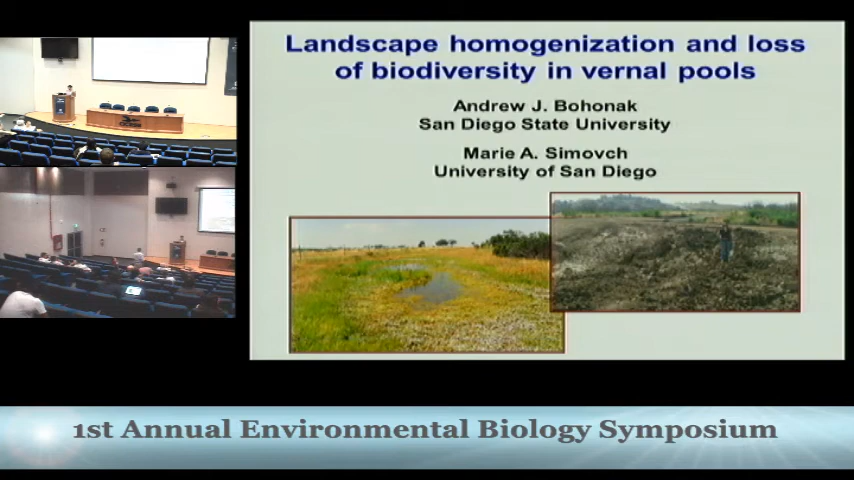 Landscape homogenization and loss
of biodiversity in vernal pools
Andrew J. Bohonak
San Diego State University
Marie A. Simovch
University of San Diego
1st Annual Environmental Biology Symposium